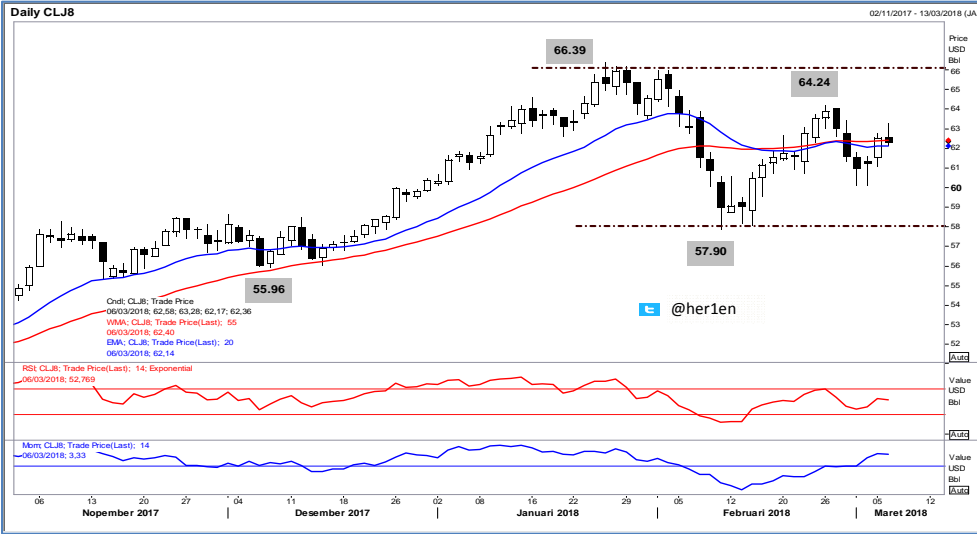 Daily CLJ8
02/11/2017 - 13/03/2018 (JA
Price
USD
Bbl
66.39
66
65
64.24
64
63
62
61
60
59
58
57.90
57
56
55.96
55
54
53
52
Auto
@her1en
Cndl; CLJ8; Trade Price
06/03/2018; 62,58; 63,28; 62,17; 62,36
WMA; CLJ8; Trade Price(Last); 55
06/03/2018; 62,40
EMA; CLJ8; Trade Price(Last); 20
06/03/2018; 62,14
RSI; CLJ8; Trade Price(Last); 14; Exponential
06/03/2018; 52,769
Value
USD
Bbl
Auto
Mom; CLJ8; Trade Price(Last); 14
06/03/2018; 3,33
Value
USD
Bbl
Auto
06 13 20 27 04 11 18 26 02 08 16 22 29 05 12 20 26 05 12
Nopember 2017 Desember 2017 Januari 2018 Februari 2018 Maret 2018